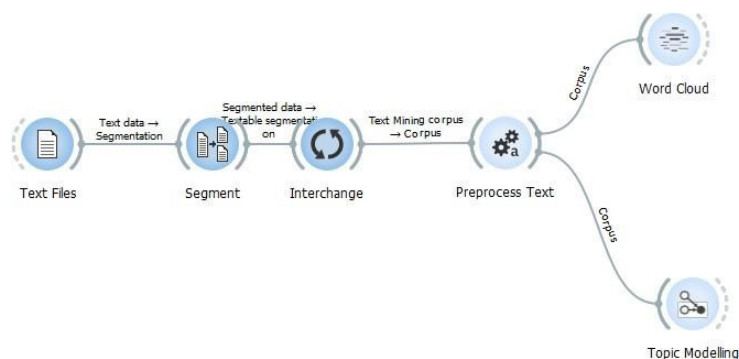 Corpus
Word Cloud
Text data →
Segmentation
Segmented data →
Textable segmentati
on
Text Mining corpus
→ Corpus
a
Text Files
Segment
Interchange
Preprocess Text
Corpus
Topic Modelling